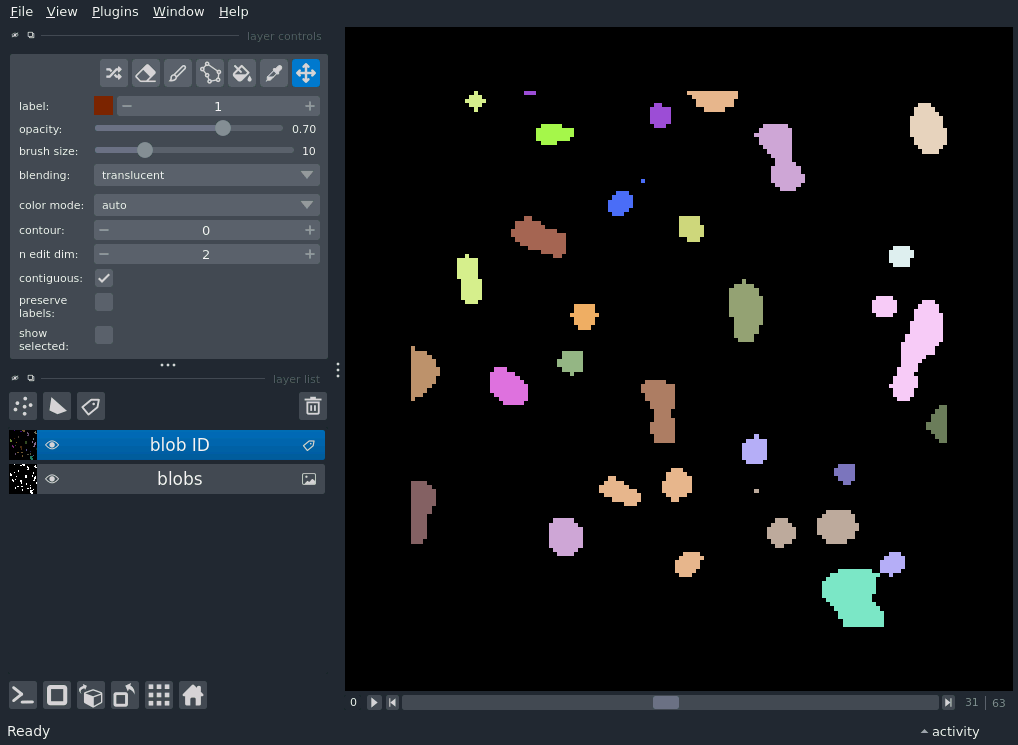 File View Plugins Window Help
layer controls
label: 1
opacity: 0.70
brush size: 10
blending: translucent
color mode: auto
contour: 0
n edit dim: 2
contiguous:
preserve
labels:
show
selected:
layer list
blob ID
blobs
0 31 | 63
Ready activity